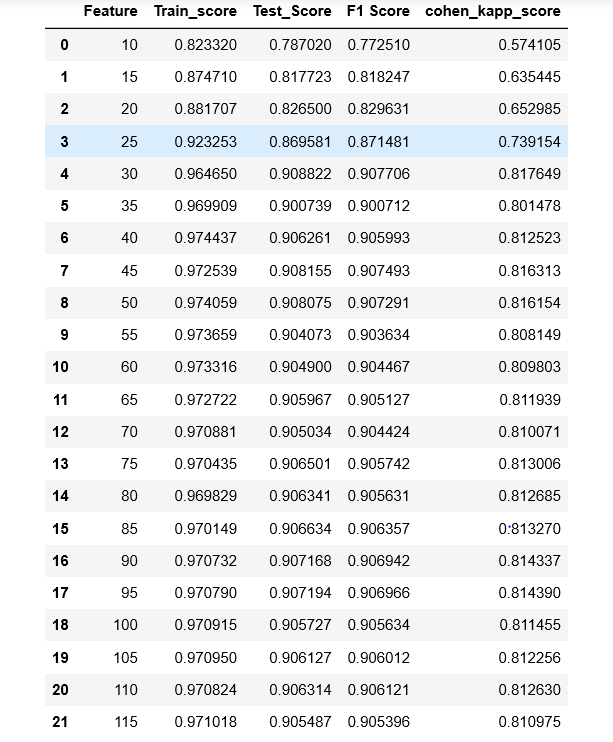 Feature Train_score Test_Score F1 Score cohen_kapp_score
0 10 0.823320 0.787020 0.772510 0.574105
1 15 0.874710 0.817723 0.818247 0.635445
2 20 0.881707 0.826500 0.829631 0.652985
3 25 0.923253 0.869581 0.871481 0.739154
4 30 0.964650 0.908822 0.907706 0.817649
5 35 0.969909 0.900739 0.900712 0.801478
6 40 0.974437 0.906261 0.905993 0.812523
7 45 0.972539 0.908155 0.907493 0.816313
8 50 0.974059 0.908075 0.907291 0.816154
9 55 0.973659 0.904073 0.903634 0.808149
10 60 0.973316 0.904900 0.904467 0.809803
11 65 0.972722 0.905967 0.905127 0.811939
12 70 0.970881 0.905034 0.904424 0.810071
13 75 0.970435 0.906501 0.905742 0.813006
14 80 0.969829 0.906341 0.905631 0.812685
15 85 0.970149 0.906634 0.906357 0.813270
16 90 0.970732 0.907168 0.906942 0.814337
17 95 0.970790 0.907194 0.906966 0.814390
18 100 0.970915 0.905727 0.905634 0.811455
19 105 0.970950 0.906127 0.906012 0.812256
20 110 0.970824 0.906314 0.906121 0.812630
21 115 0.971018 0.905487 0.905396 0.810975